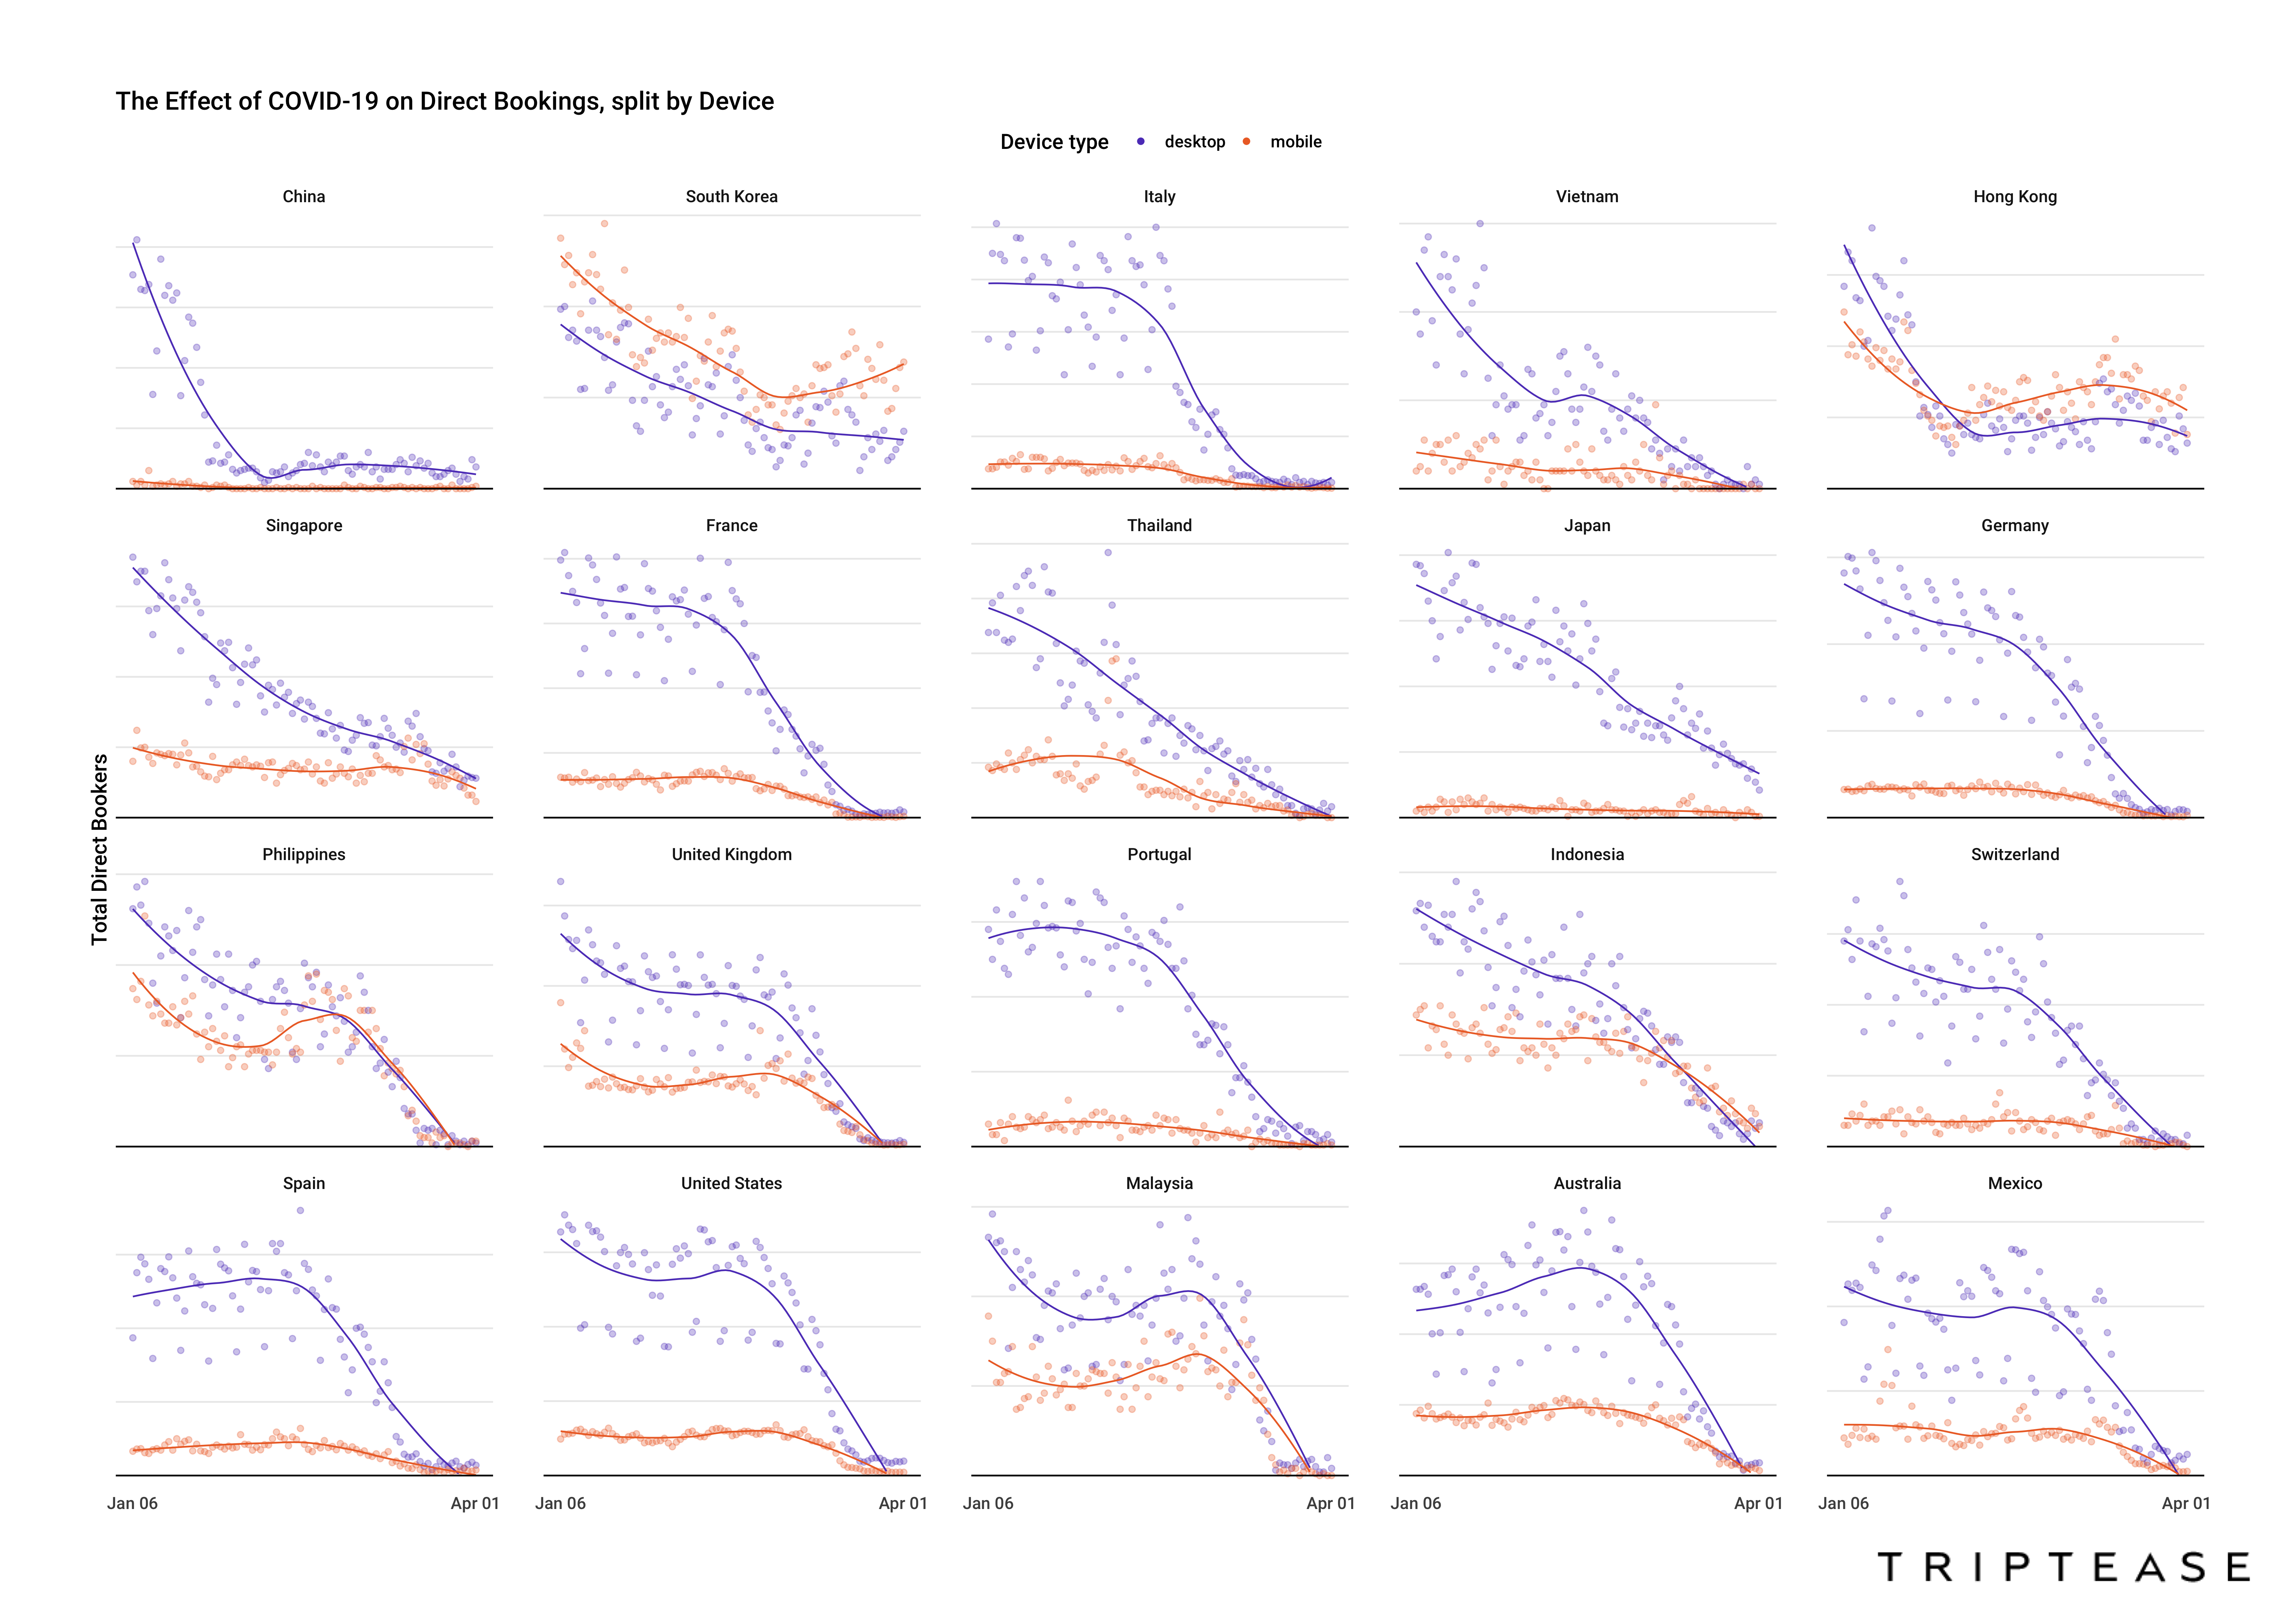 The Effect of COVID-19 on Direct Bookings, split by Device
Device type desktop mobile
China South Korea Italy Vietnam Hong Kong
Singapore France Thailand Japan Germany
Total Direct Bookers
Philippines United Kingdom Portugal Indonesia Switzerland
Spain United States Malaysia Australia Mexico
Jan 06 Apr 01 Jan 06 Apr 01 Jan 06 Apr 01 Jan 06 Apr 01 Jan 06 Apr 01
TRIPTEASE